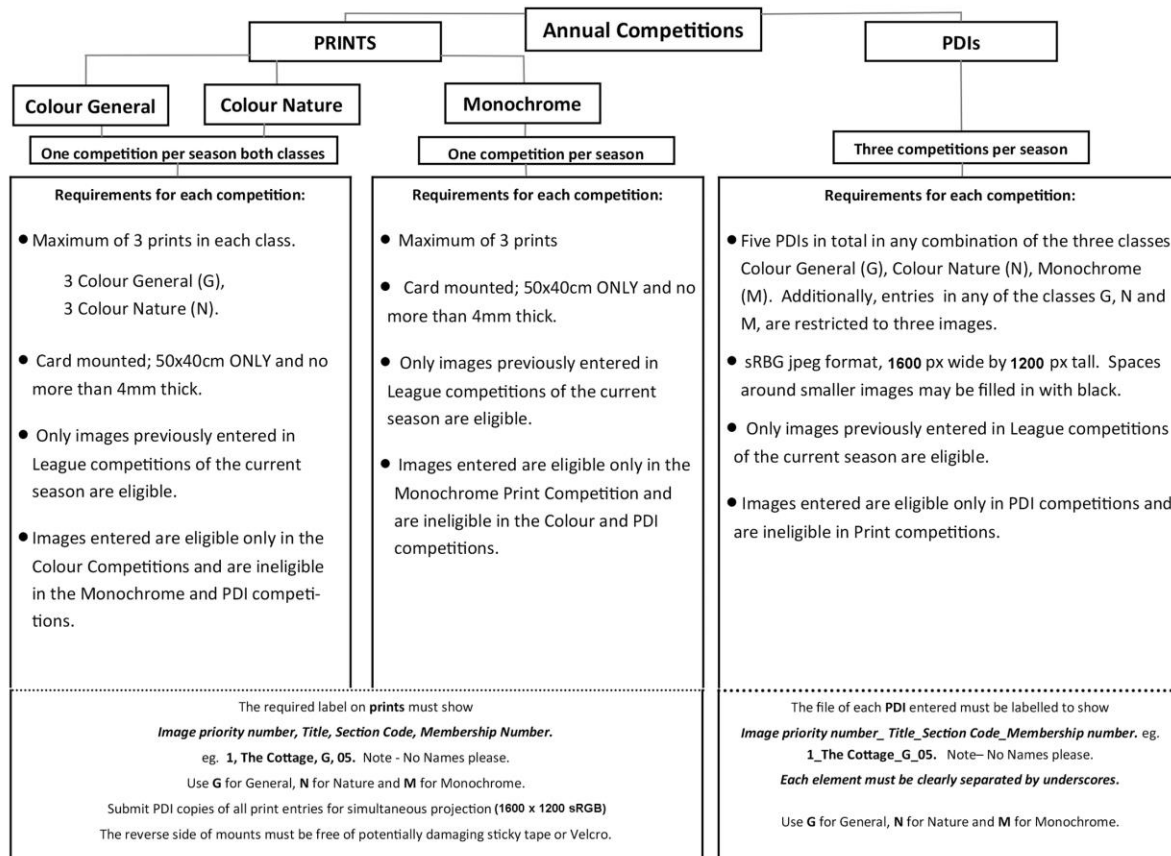 Annual Competitions
PRINTS
PDIs
Colour General
Colour Nature
Monochrome
One competition per season both classes
One competition per season
Three competitions per season
Requirements for each competition:
● Maximum of 3 prints in each class.
3 Colour General (G),
3 Colour Nature (N).
● Card mounted; 50x40cm ONLY and no
more than 4mm thick.
● Only images previously entered in
League competitions of the current
season are eligible.
● Images entered are eligible only in the
Colour Competitions and are ineligible
in the Monochrome and PDI competi-
tions.
Requirements for each competition:
● Maximum of 3 prints
● Card mounted; 50x40cm ONLY and no
more than 4mm thick.
● Only images previously entered in
League competitions of the current
season are eligible.
● Images entered are eligible only in the
Monochrome Print Competition and
are ineligible in the Colour and PDI
competitions.
Requirements for each competition:
● Five PDIs in total in any combination of the three classes
Colour General (G), Colour Nature (N), Monochrome
(M). Additionally, entries in any of the classes G, N and
M, are restricted to three images.
● sRBG jpeg format, 1600 px wide by 1200 px tall. Spaces
around smaller images may be filled in with black.
● Only images previously entered in League competitions
of the current season are eligible.
● Images entered are eligible only in PDI competitions and
are ineligible in Print competitions.
The required label on prints must show
Image priority number, Title, Section Code, Membership Number.
eg. 1, The Cottage, G, 05. Note - No Names please.
Use G for General, N for Nature and M for Monochrome.
Submit PDI copies of all print entries for simultaneous projection (1600 x 1200 sRGB)
The reverse side of mounts must be free of potentially damaging sticky tape or Velcro.
The file of each PDI entered must be labelled to show
Image priority number_ Title_Section Code_Membership number. eg.
1_The Cottage_G_05. Note– No Names please.
Each element must be clearly separated by underscores.
Use G for General, N for Nature and M for Monochrome.